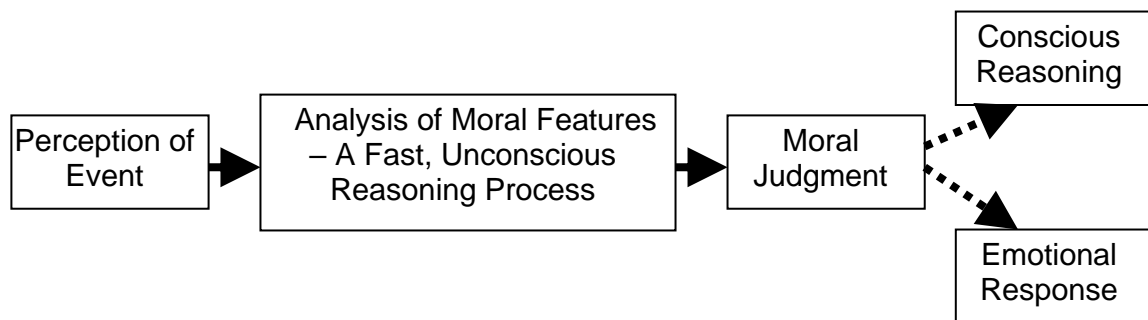 Perception of
Event
Analysis of Moral Features
– A Fast, Unconscious
Reasoning Process
Moral
Judgment
Conscious
Reasoning
Emotional
Response